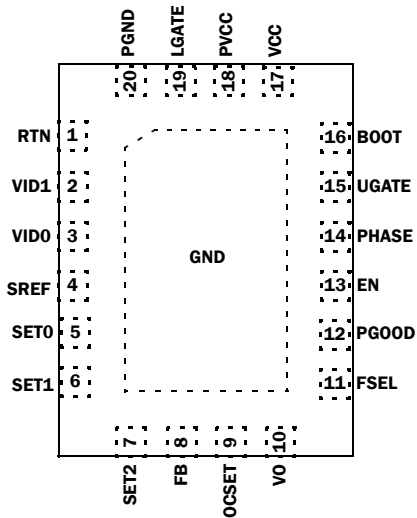 PGND LGATE PVCC VCC
20 19 18 17
RTN 1
VID1 2
VID0 3
SREF 4
SET0 5
SET1 6
16 BOOT
15 UGATE
14 PHASE
13 EN
12 PGOOD
11 FSEL
GND
7 8 9 10
SET2 FB OCSET VO